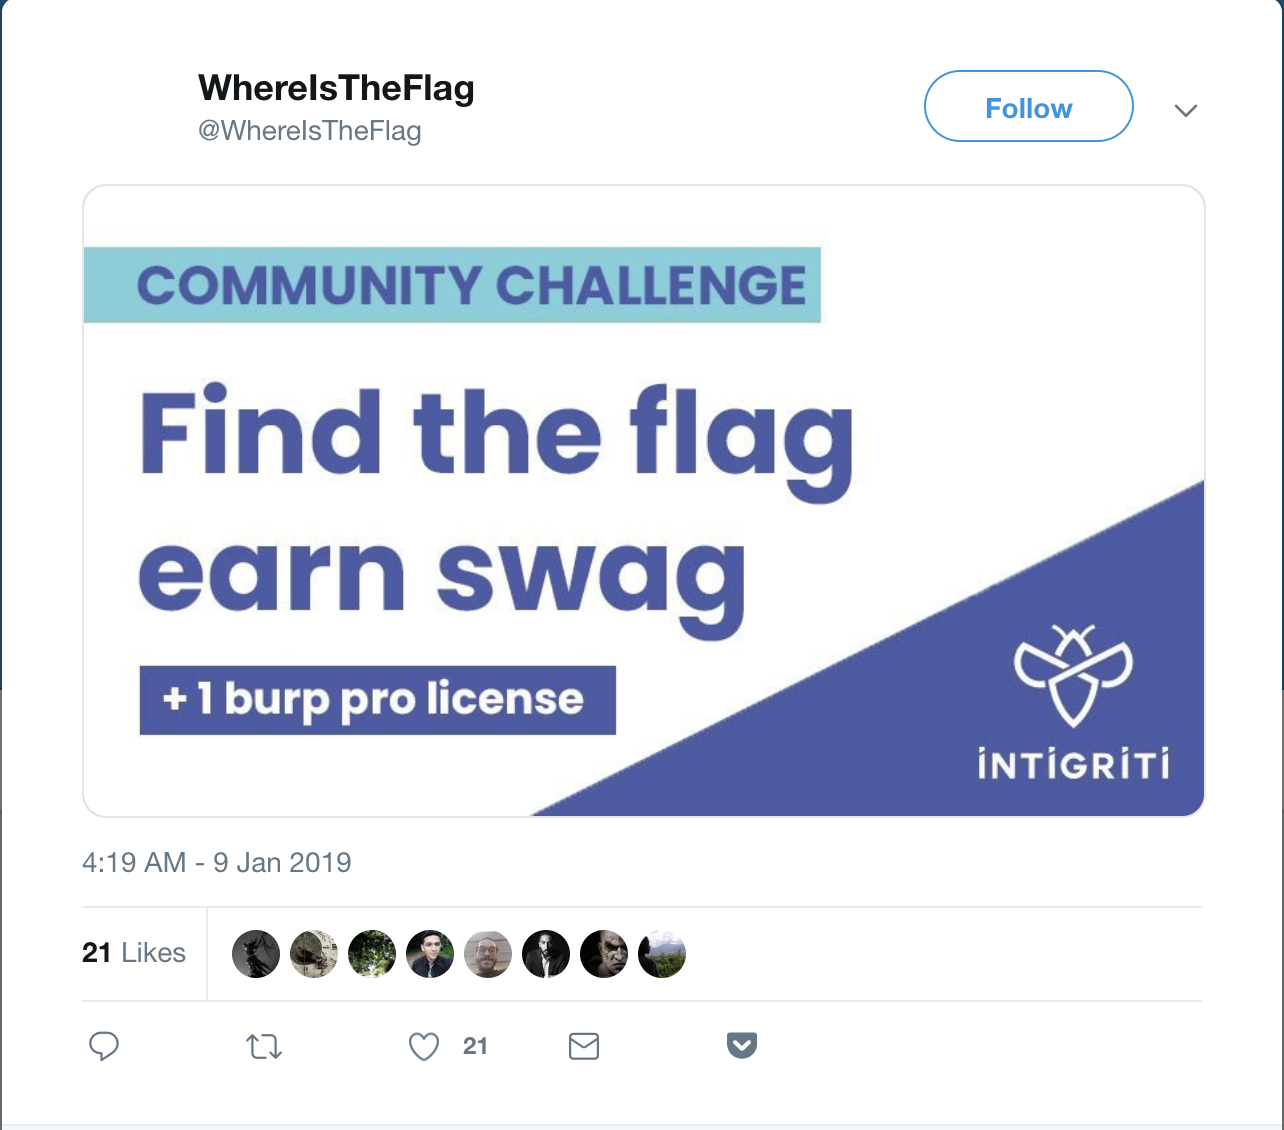 WhereIsTheFlag
@WhereIsTheFlag
Follow
COMMUNITY CHALLENGE
Find the flag
earn swag
+ 1 burp pro license
INTIGRITI
4:19 AM - 9 Jan 2019
21 Likes
21